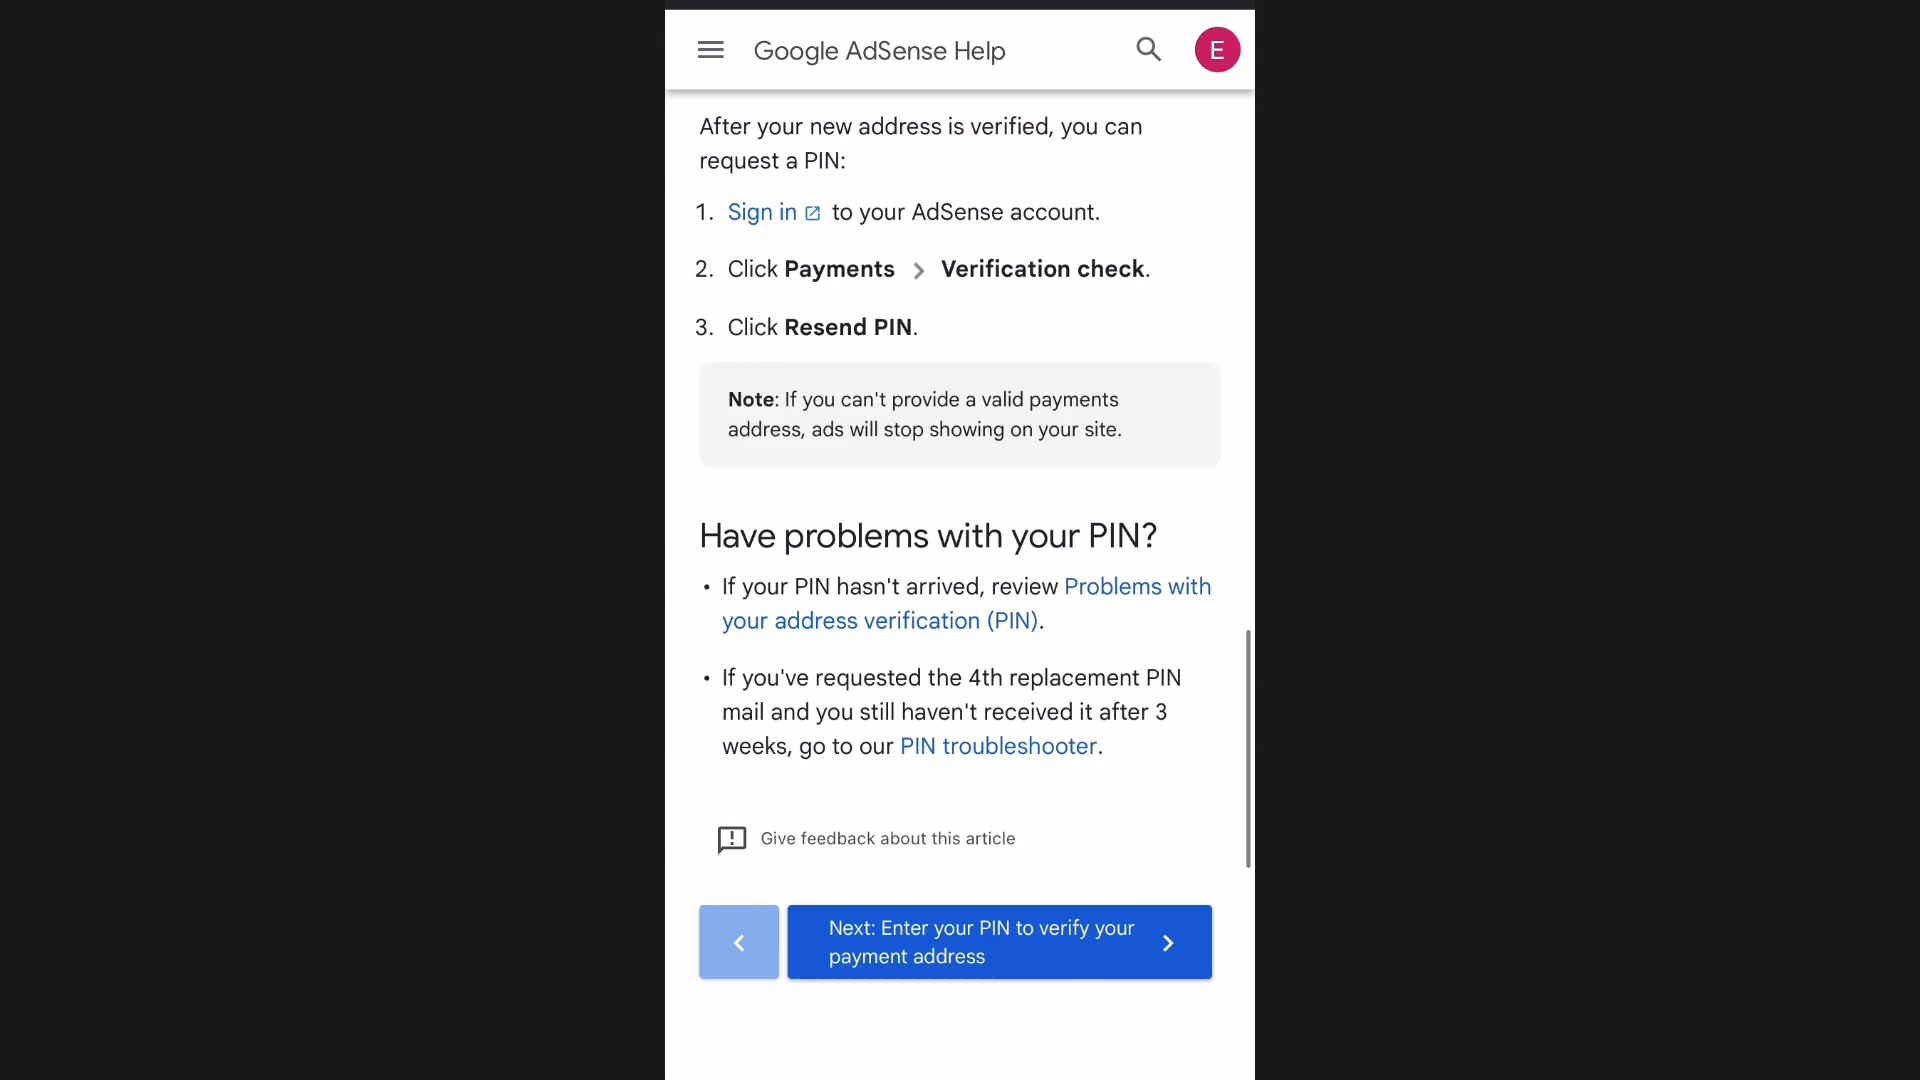 Google AdSense Help
E
After your new address is verified, you can
request a PIN:
1. Sign in to your AdSense account.
2. Click Payments > Verification check.
3. Click Resend PIN.
Note: If you can't provide a valid payments
address, ads will stop showing on your site.
Have problems with your PIN?
• If your PIN hasn't arrived, review Problems with
your address verification (PIN).
• If you've requested the 4th replacement PIN
mail and you still haven't received it after 3
weeks, go to our PIN troubleshooter.
Give feedback about this article
Next: Enter your PIN to verify your
payment address